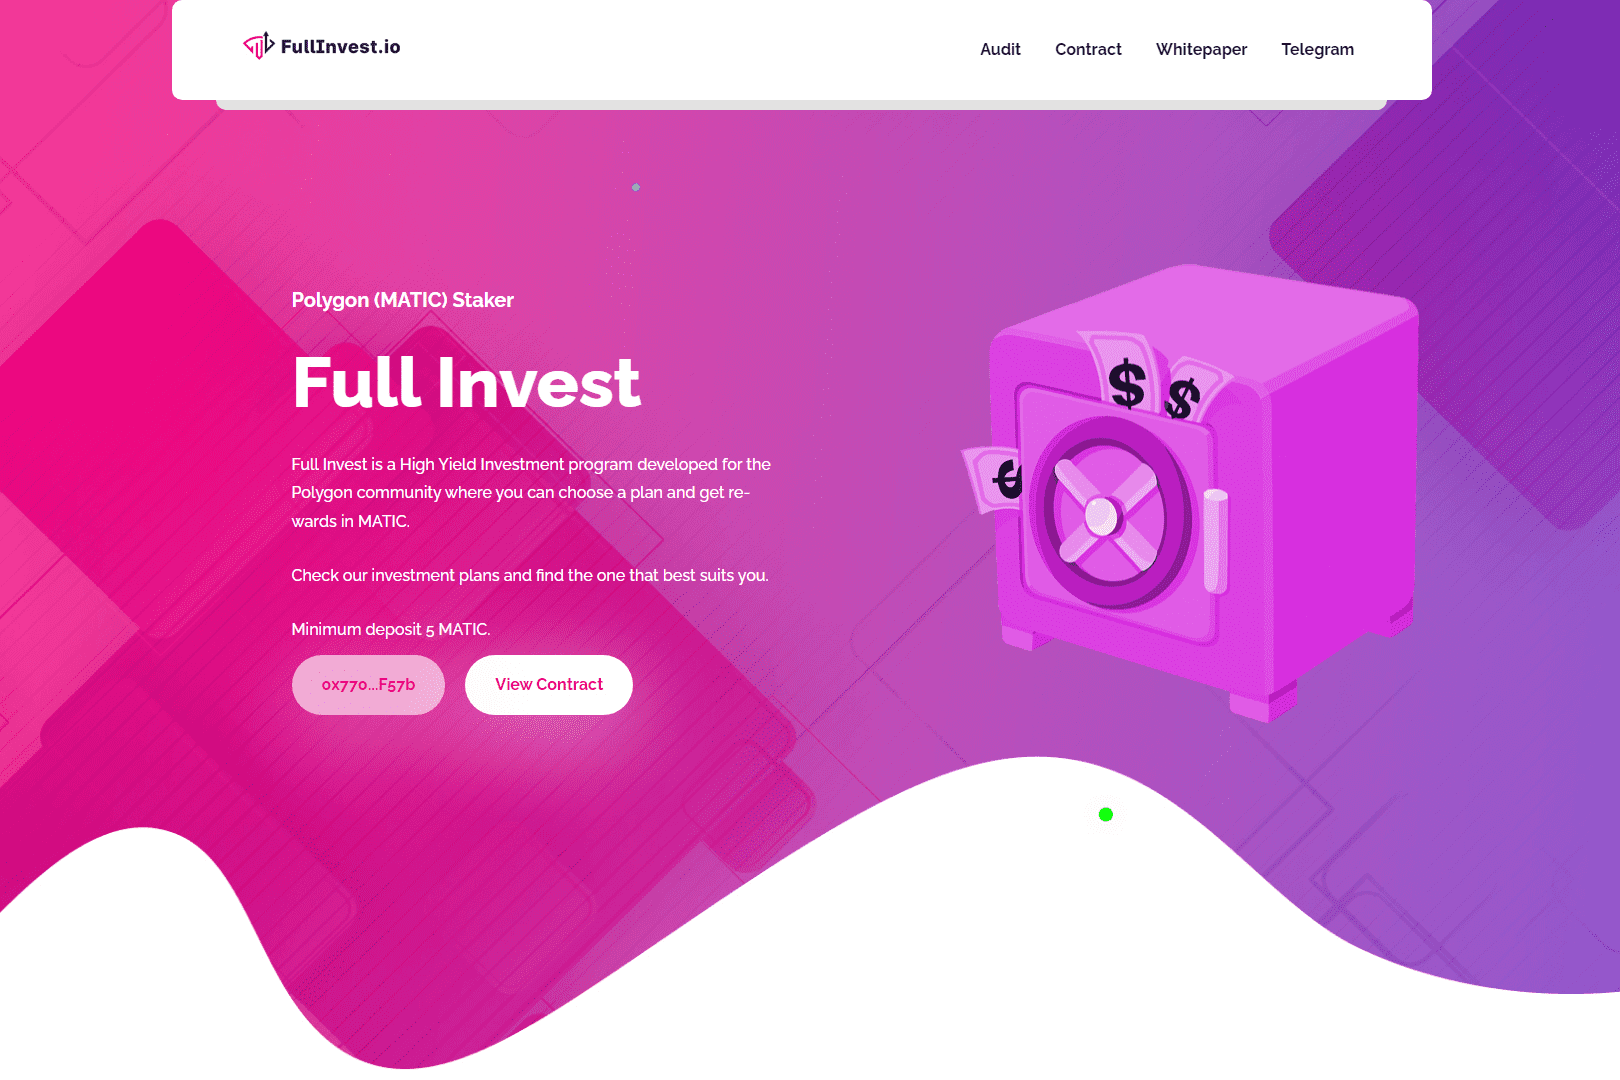 FullInvest.io
Audit Contract Whitepaper Telegram
Polygon (MATIC) Staker
Full Invest
Full Invest is a High Yield Investment program developed for the
Polygon community where you can choose a plan and get re-
wards in MATIC.
Check our investment plans and find the one that best suits you.
Minimum deposit 5 MATIC.
0x770...F57b View Contract
$ $
$